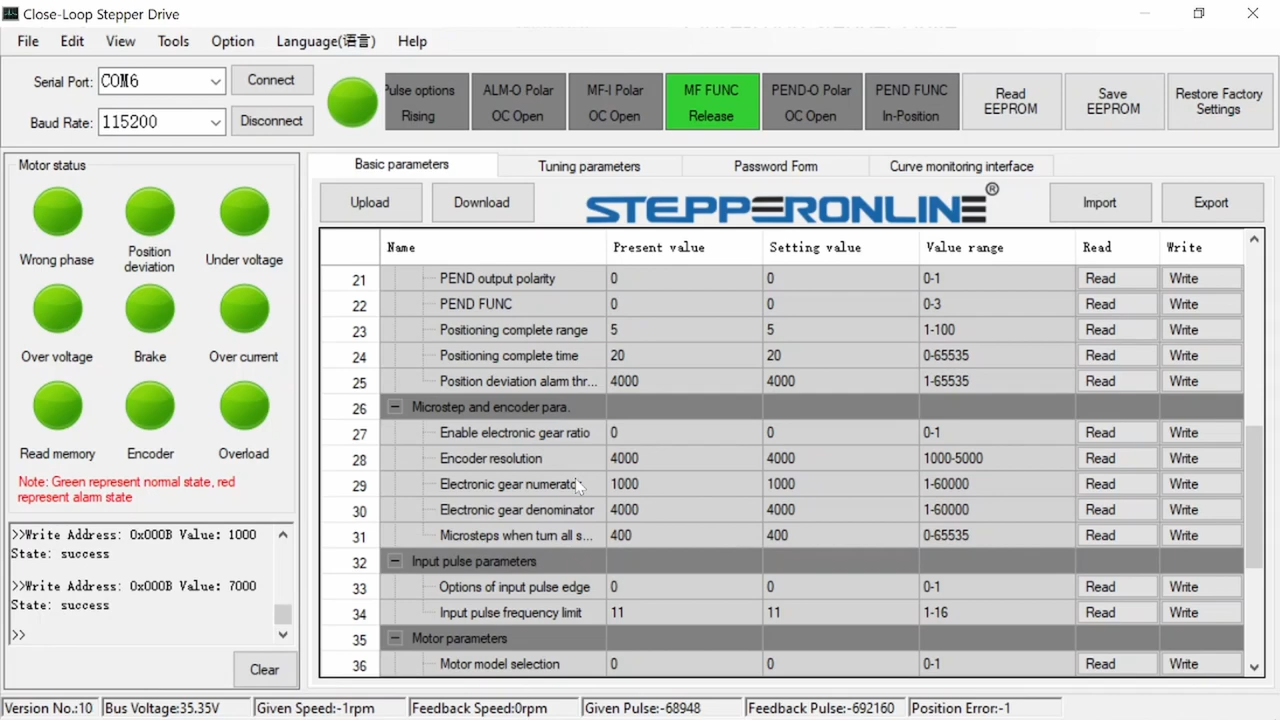 Close-Loop Stepper Drive
File Edit View Tools Option Language(语言) Help
Serial Port: COM6 Connect
Baud Rate: 115200 Disconnect
Pulse options Rising
ALM-O Polar OC Open
MF-I Polar OC Open
MF FUNC Release
PEND-O Polar OC Open
PEND FUNC In-Position
Read EEPROM
Save EEPROM
Restore Factory Settings
Motor status
Wrong phase
Position deviation
Under voltage
Over voltage
Brake
Over current
Read memory
Encoder
Overload
Note: Green represent normal state, red
represent alarm state
>>Write Address: 0x000B Value: 1000
State: success
>>Write Address: 0x000B Value: 7000
State: success
>>
Clear
Basic parameters Tuning parameters Password Form Curve monitoring interface
Upload Download STEPPERONLINE® Import Export
Name Present value Setting value Value range Read Write
21 PEND output polarity 0 0 0-1 Read Write
22 PEND FUNC 0 0 0-3 Read Write
23 Positioning complete range 5 5 1-100 Read Write
24 Positioning complete time 20 20 0-65535 Read Write
25 Position deviation alarm thr... 4000 4000 1-65535 Read Write
26 Microstep and encoder para.
27 Enable electronic gear ratio 0 0 0-1 Read Write
28 Encoder resolution 4000 4000 1000-5000 Read Write
29 Electronic gear numerator 1000 1000 1-60000 Read Write
30 Electronic gear denominator 4000 4000 1-60000 Read Write
31 Microsteps when turn all s... 400 400 0-65535 Read Write
32 Input pulse parameters
33 Options of input pulse edge 0 0 0-1 Read Write
34 Input pulse frequency limit 11 11 1-16 Read Write
35 Motor parameters
36 Motor model selection 0 0 0-1 Read Write
Version No.:10 Bus Voltage:35.35V Given Speed:-1rpm Feedback Speed:0rpm Given Pulse:-68948 Feedback Pulse:-692160 Position Error:-1